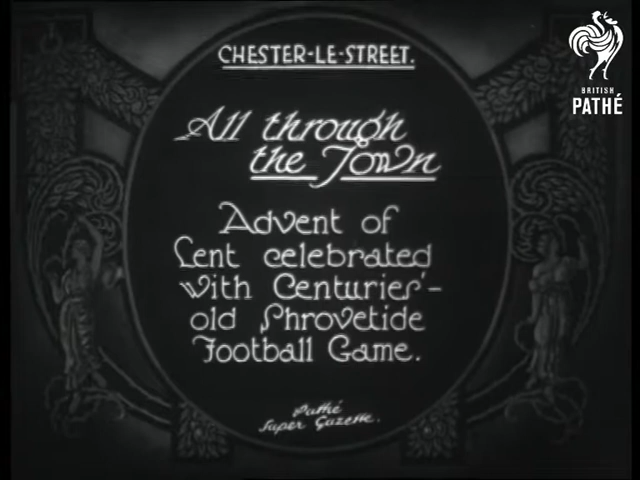 CHESTER-LE-STREET.
All through
the Town
Advent of
Lent celebrated
with Centuries'-
old Shrovetide
Football Game.
Pathé
Super Gazette.
BRITISH
PATHÉ